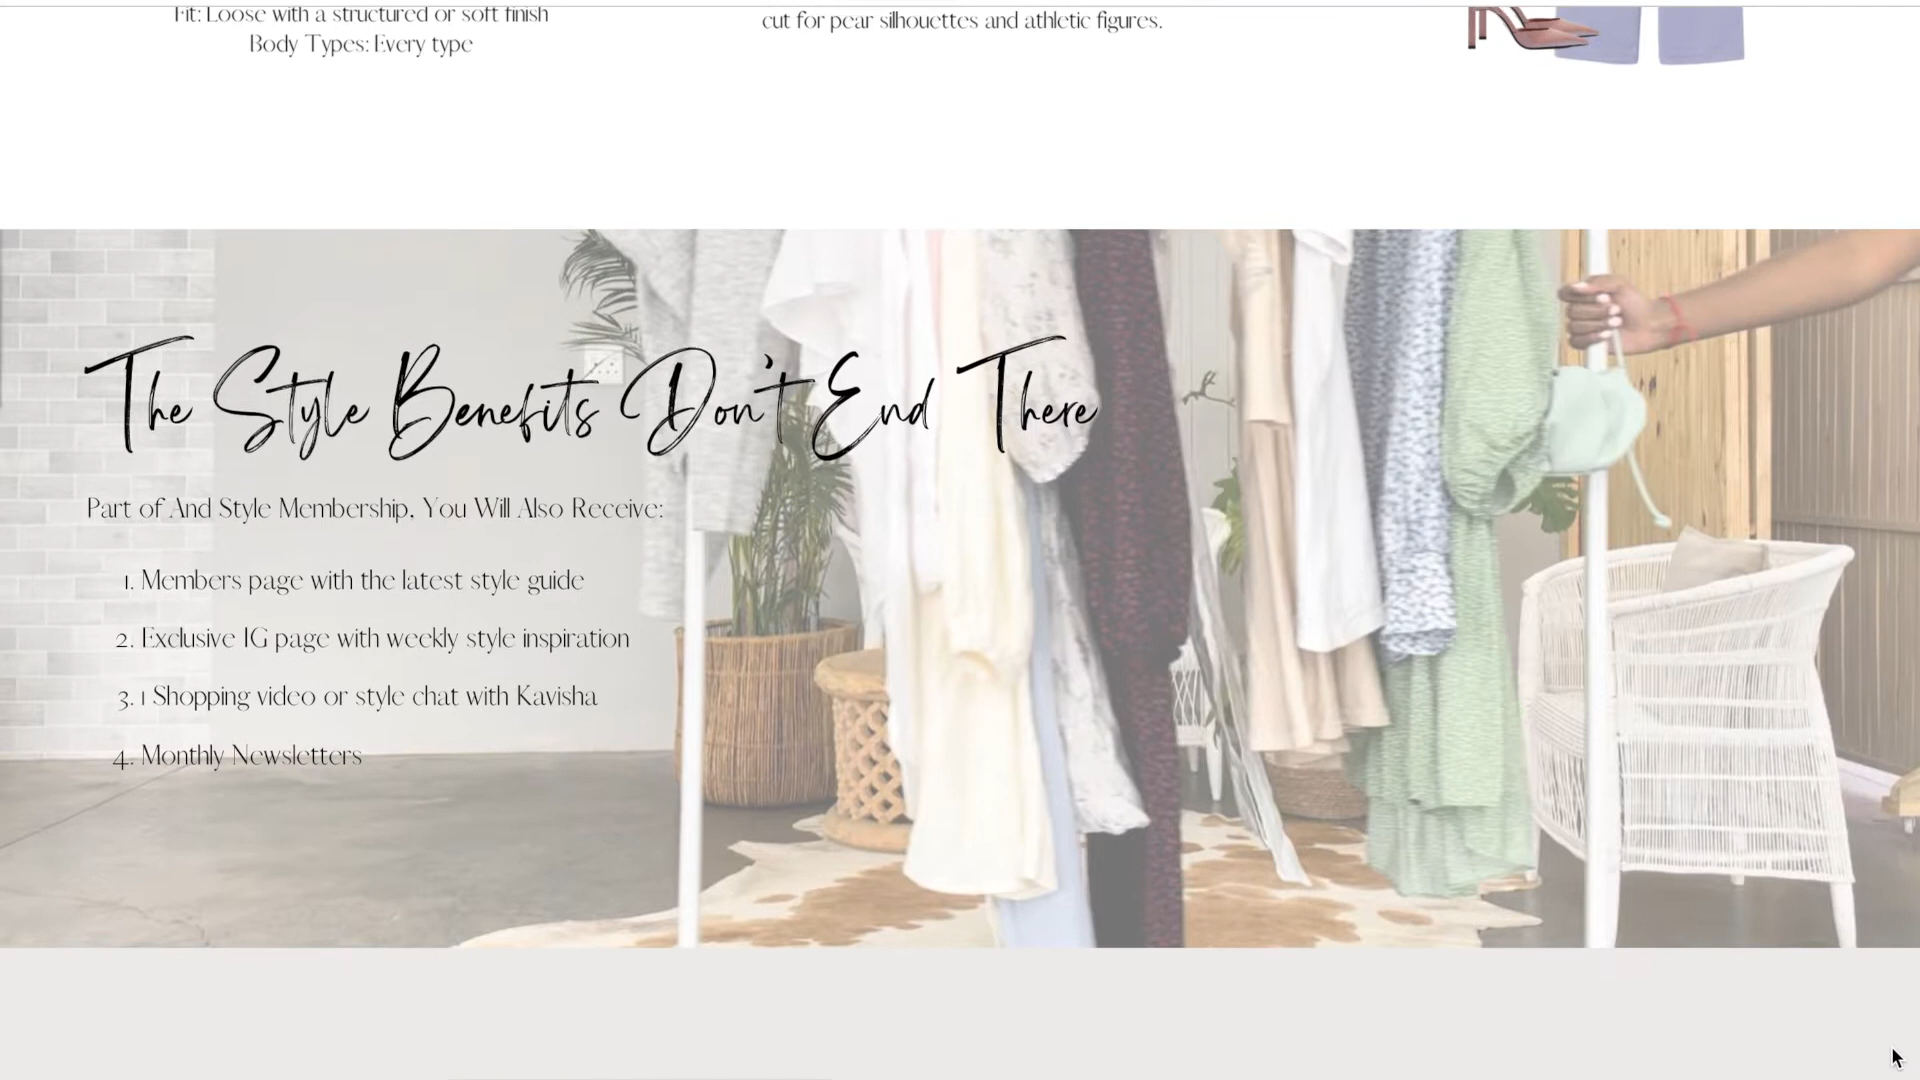 Fit: Loose with a structured or soft finish
Body Types: Every type
cut for pear silhouettes and athletic figures.
The Style Benefits Don't End There
Part of And Style Membership, You Will Also Receive:
1. Members page with the latest style guide
2. Exclusive IG page with weekly style inspiration
3. 1 Shopping video or style chat with Kavisha
4. Monthly Newsletters